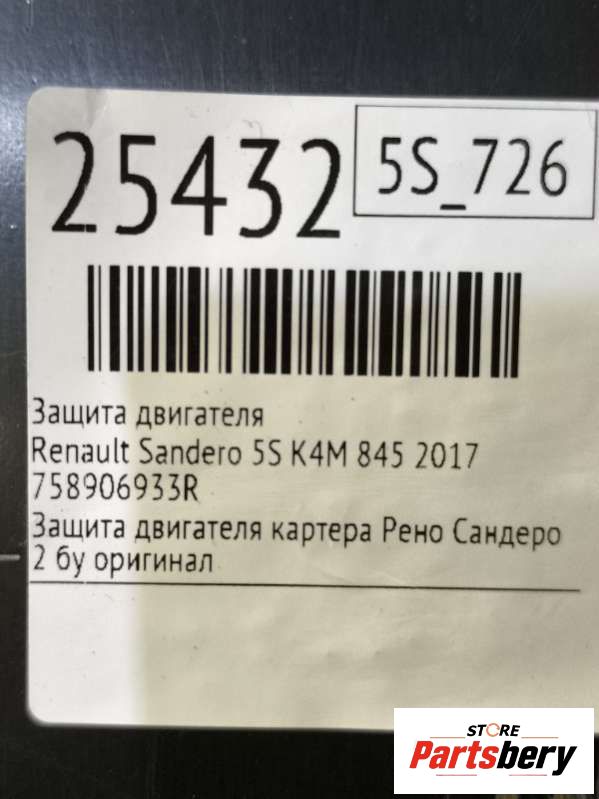 25432
5S_726
Защита двигателя
Renault Sandero 5S K4M 845 2017
758906933R
Защита двигателя картера Рено Сандеро
2 бу оригинал
STORE
Partsbery